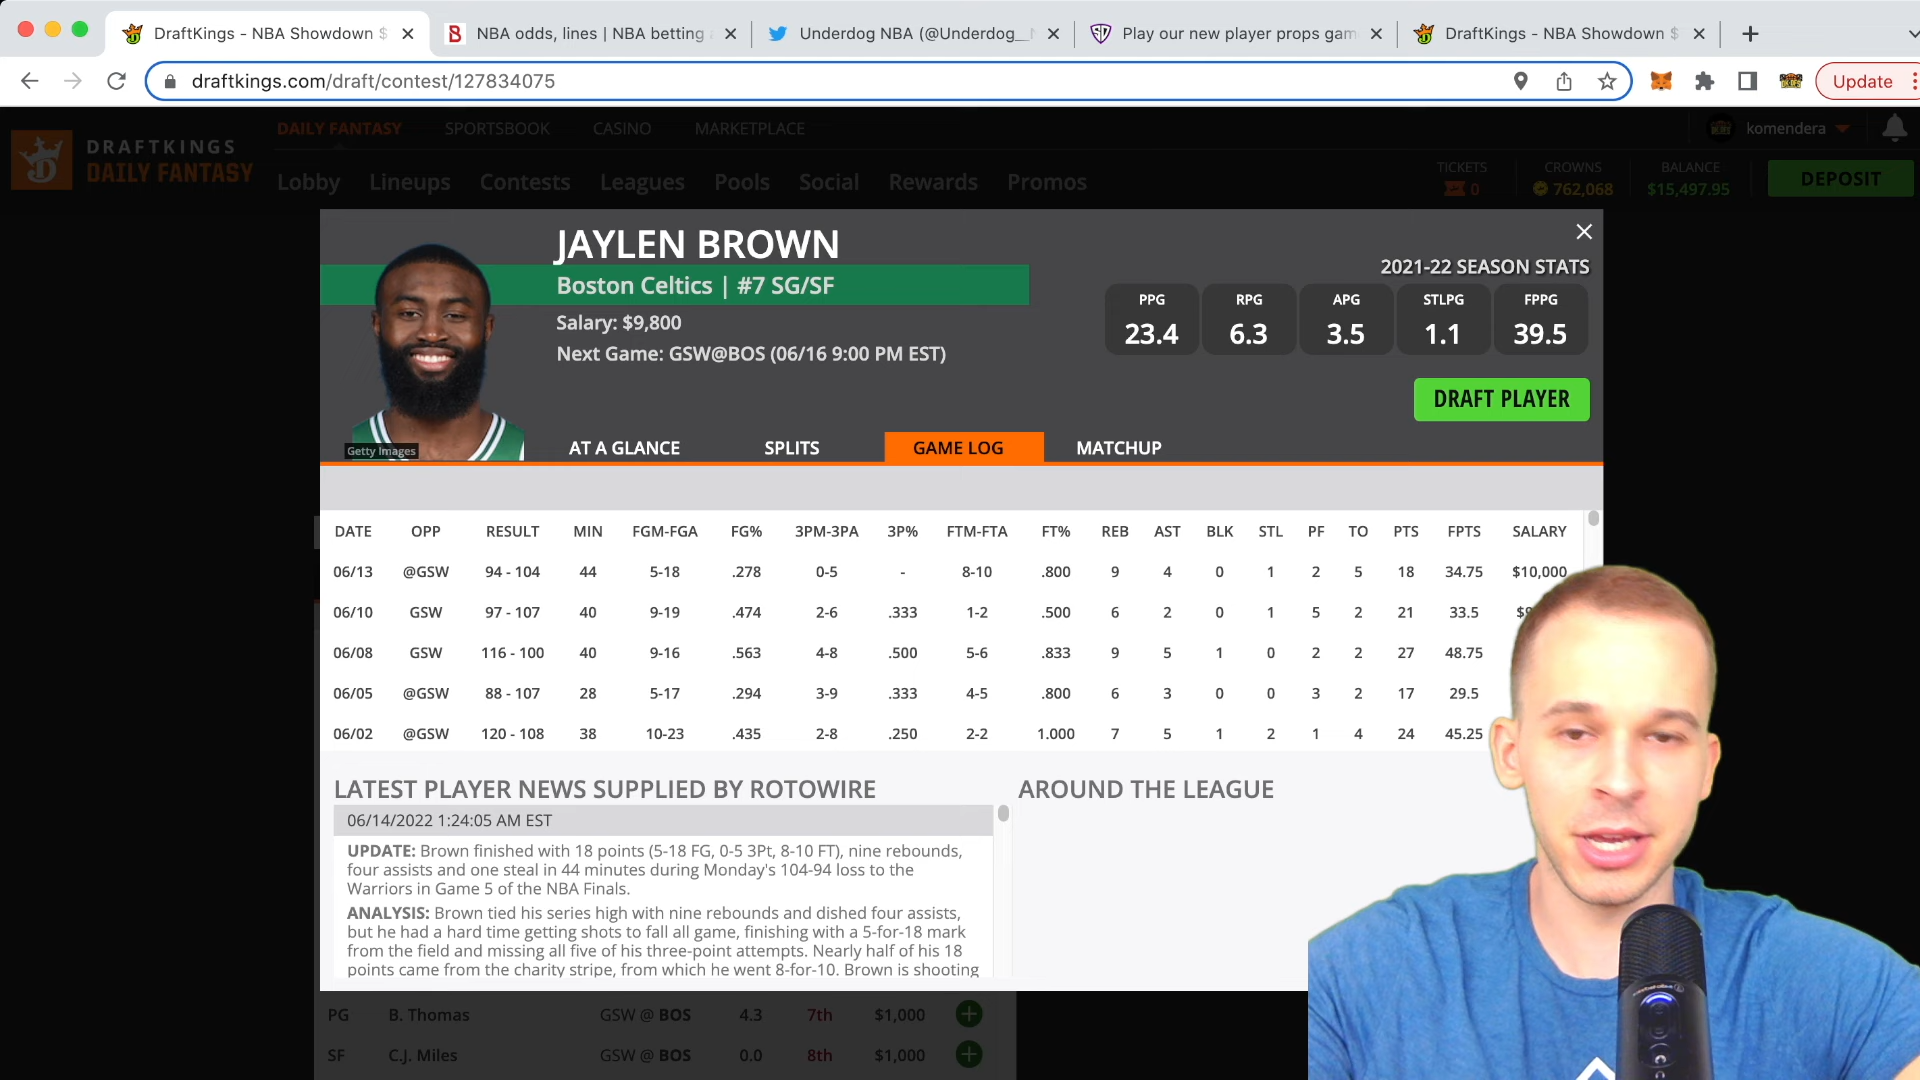 DraftKings - NBA Showdown $
NBA odds, lines | NBA betting
Underdog NBA (@Underdog__N
Play our new player props gam
DraftKings - NBA Showdown $
draftkings.com/draft/contest/127834075
Update
DAILY FANTASY SPORTSBOOK CASINO MARKETPLACE
komendera
DRAFTKINGS
DAILY FANTASY
Lobby Lineups Contests Leagues Pools Social Rewards Promos
TICKETS CROWNS BALANCE
0 762,068 $15,497.95
DEPOSIT
JAYLEN BROWN
Boston Celtics | #7 SG/SF
Salary: $9,800
Next Game: GSW@BOS (06/16 9:00 PM EST)
2021-22 SEASON STATS
PPG RPG APG STLPG FPPG
23.4 6.3 3.5 1.1 39.5
DRAFT PLAYER
Getty Images
AT A GLANCE SPLITS GAME LOG MATCHUP
DATE OPP RESULT MIN FGM-FGA FG% 3PM-3PA 3P% FTM-FTA FT% REB AST BLK STL PF TO PTS FPTS SALARY
06/13 @GSW 94 - 104 44 5-18 .278 0-5 - 8-10 .800 9 4 0 1 2 5 18 34.75 $10,000
06/10 GSW 97 - 107 40 9-19 .474 2-6 .333 1-2 .500 6 2 0 1 5 2 21 33.5
06/08 GSW 116 - 100 40 9-16 .563 4-8 .500 5-6 .833 9 5 1 0 2 2 27 48.75
06/05 @GSW 88 - 107 28 5-17 .294 3-9 .333 4-5 .800 6 3 0 0 3 2 17 29.5
06/02 @GSW 120 - 108 38 10-23 .435 2-8 .250 2-2 1.000 7 5 1 2 1 4 24 45.25
LATEST PLAYER NEWS SUPPLIED BY ROTOWIRE
AROUND THE LEAGUE
06/14/2022 1:24:05 AM EST
UPDATE: Brown finished with 18 points (5-18 FG, 0-5 3Pt, 8-10 FT), nine rebounds,
four assists and one steal in 44 minutes during Monday's 104-94 loss to the
Warriors in Game 5 of the NBA Finals.
ANALYSIS: Brown tied his series high with nine rebounds and dished four assists,
but he had a hard time getting shots to fall all game, finishing with a 5-for-18 mark
from the field and missing all five of his three-point attempts. Nearly half of his 18
points came from the charity stripe, from which he went 8-for-10. Brown is shooting
PG B. Thomas GSW @ BOS 4.3 7th $1,000
SF C.J. Miles GSW @ BOS 0.0 8th $1,000